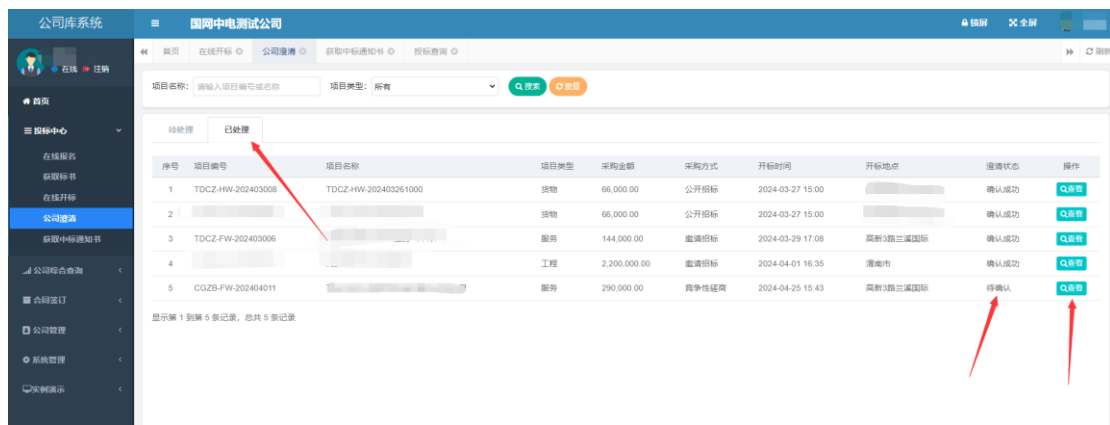 公司库系统
国网中电测试公司
锁屏 全屏
在线 注销
首页 在线开标 公司澄清 获取中标通知书 投标查询
刷新
项目名称： 请输入项目编号或名称 项目类型： 所有 搜索 重置
首页
投标中心
在线报名
获取标书
在线开标
公司澄清
获取中标通知书
公司综合查询
合同签订
公司管理
系统管理
实例演示
待处理 已处理
序号 项目编号 项目名称 项目类型 采购金额 采购方式 开标时间 开标地点 澄清状态 操作
1 TDCZ-HW-202403008 TDCZ-HW-202403261000 货物 66,000.00 公开招标 2024-03-27 15:00 确认成功 查看
2 货物 66,000.00 公开招标 2024-03-27 15:00 确认成功 查看
3 TDCZ-FW-202403006 服务 144,000.00 邀请招标 2024-03-29 17:08 高新3路兰溪国际 确认成功 查看
4 工程 2,200,000.00 邀请招标 2024-04-01 16:35 渭南市 确认成功 查看
5 CGZB-FW-202404011 服务 290,000.00 竞争性磋商 2024-04-25 15:43 高新3路兰溪国际 待确认 查看
显示第 1 到第 5 条记录，总共 5 条记录